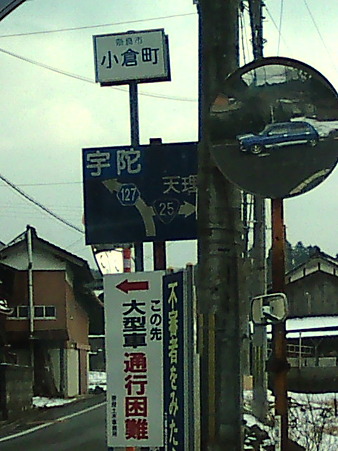 奈良市
小倉町
宇陀
127
天理
25
この先
大型車通行困難
不審者をみた